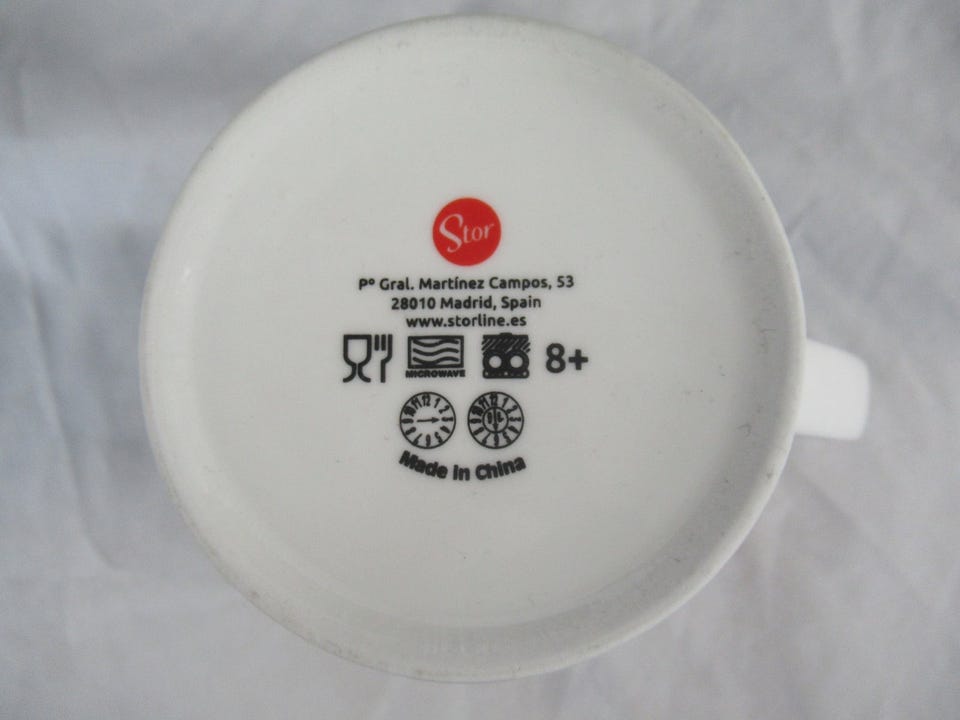 Stor
Pº Gral. Martínez Campos, 53
28010 Madrid, Spain
www.storline.es
MICROWAVE
8+
Made in China